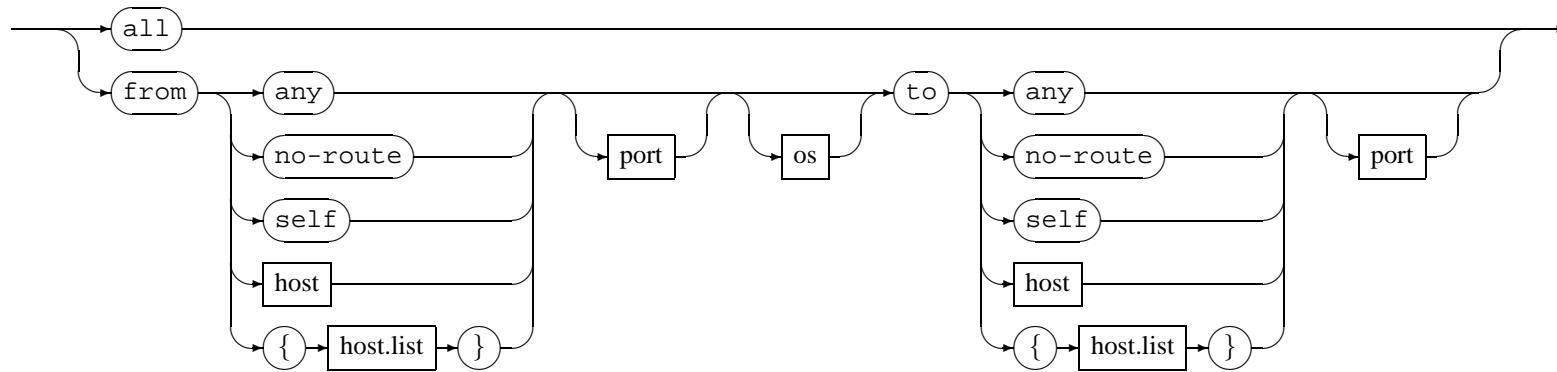 all
from any to any
port os port
no-route no-route
self self
host host
{ host.list } { host.list }